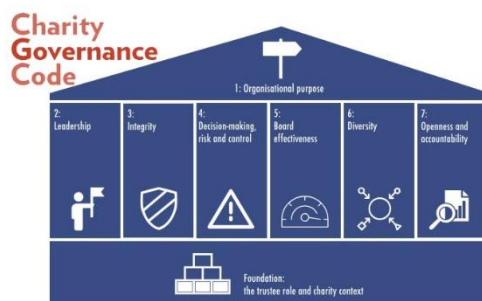 Charity
Governance
Code
1: Organisational purpose
2:
Leadership
3:
Integrity
4:
Decision-making,
risk and control
5:
Board
effectiveness
6:
Diversity
7:
Openness and
accountability
Foundation:
the trustee role and charity context